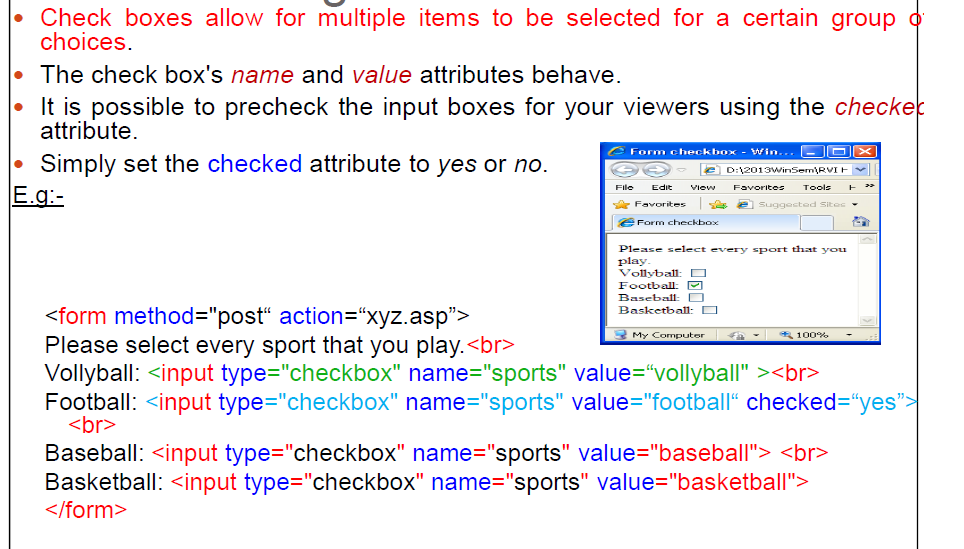 • Check boxes allow for multiple items to be selected for a certain group o
choices.
• The check box's name and value attributes behave.
• It is possible to precheck the input boxes for your viewers using the checked
attribute.
• Simply set the checked attribute to yes or no.
E.g:-
Form checkbox - Win...
D:\2013WinSem\RVI H
File Edit View Favorites Tools H »
Favorites Suggested Sites
Form checkbox
Please select every sport that you
play.
Vollyball:
Football:
Baseball:
Basketball:
My Computer 100%
<form method="post“ action=“xyz.asp”>
Please select every sport that you play.<br>
Vollyball: <input type="checkbox" name="sports" value=“vollyball" ><br>
Football: <input type="checkbox" name="sports" value="football“ checked=“yes”>
<br>
Baseball: <input type="checkbox" name="sports" value="baseball"> <br>
Basketball: <input type="checkbox" name="sports" value="basketball">
</form>